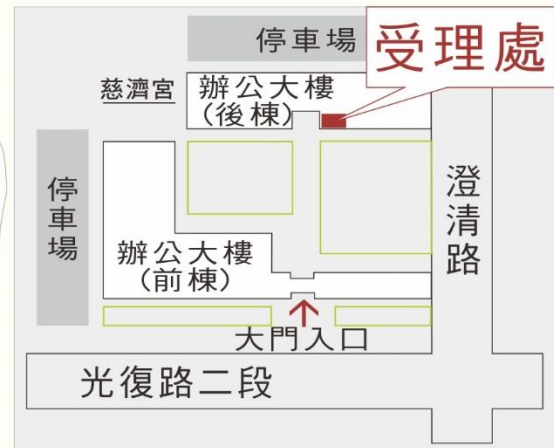 停車場
受理處
慈濟宮
辦公大樓
(後棟)
停車場
澄清路
辦公大樓
(前棟)
大門入口
光復路二段